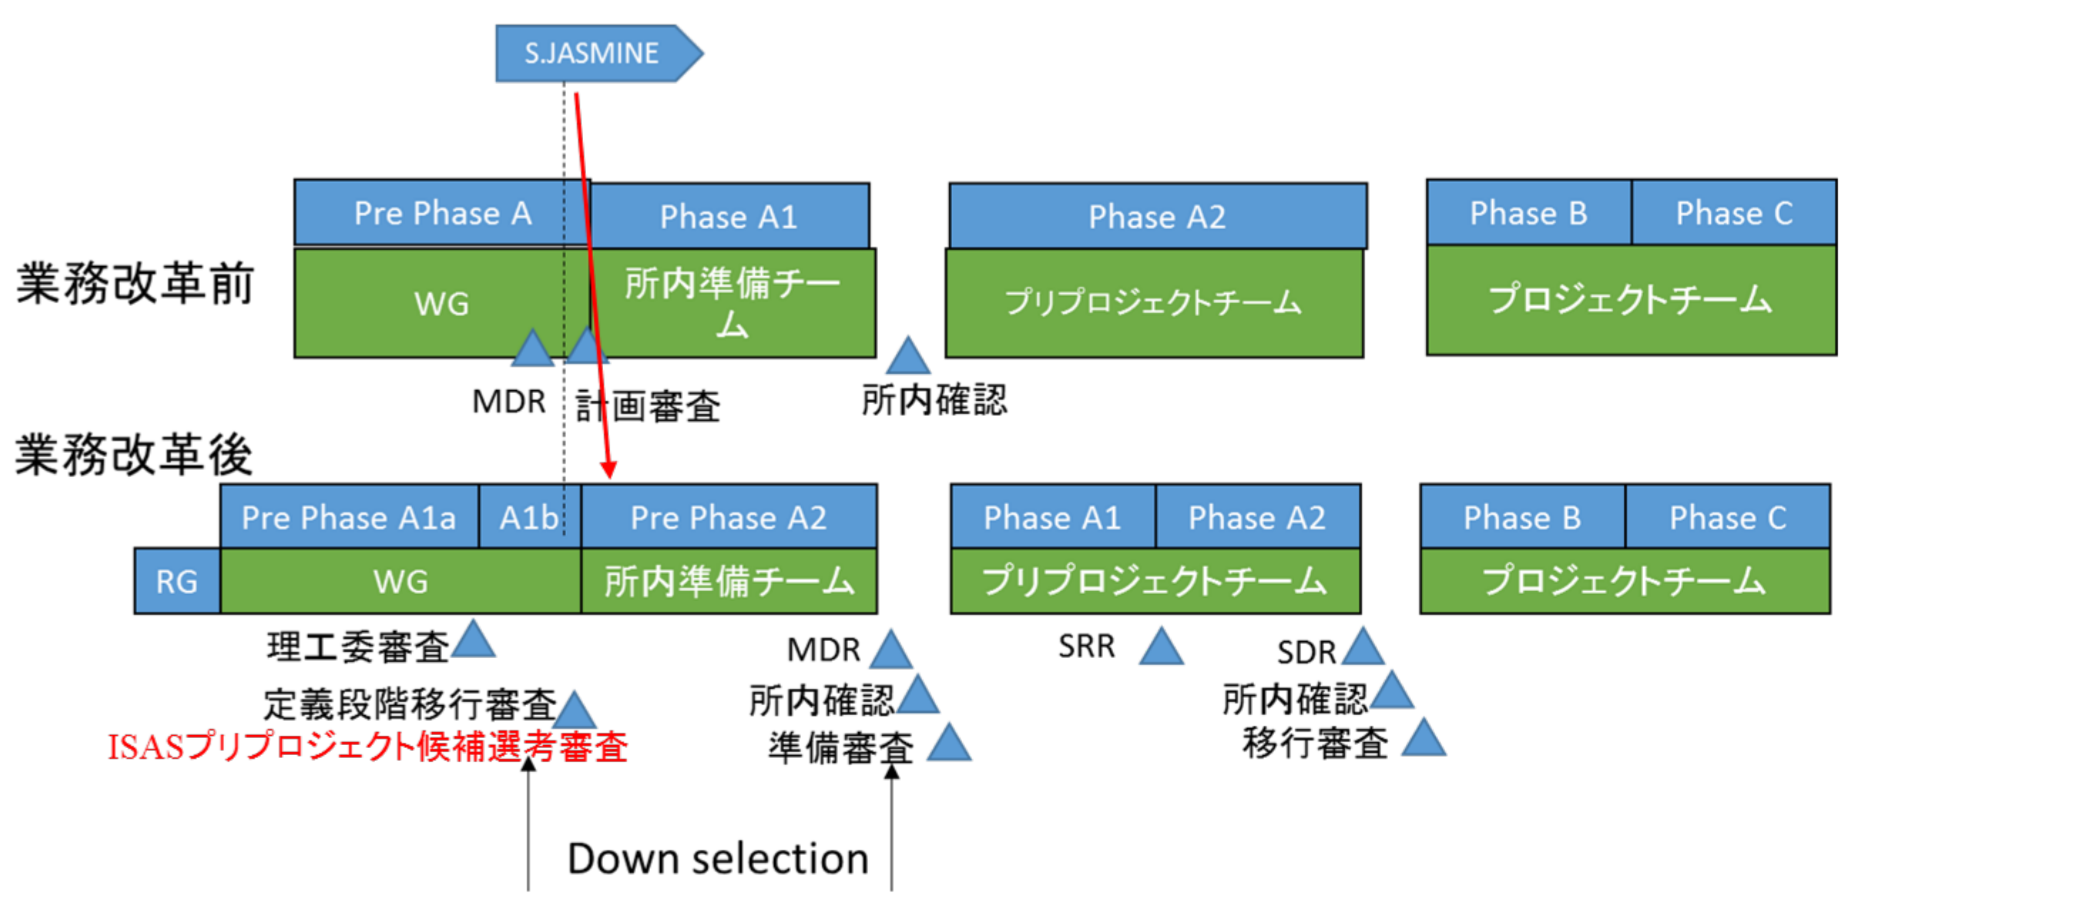 S.JASMINE
業務改革前
Pre Phase A
Phase A1
Phase A2
Phase B
Phase C
WG
所内準備チー
ム
プリプロジェクトチーム
プロジェクトチーム
MDR
計画審査
所内確認
業務改革後
Pre Phase A1a
A1b
Pre Phase A2
Phase A1
Phase A2
Phase B
Phase C
RG
WG
所内準備チーム
プリプロジェクトチーム
プロジェクトチーム
理工委審査
MDR
SRR
SDR
定義段階移行審査
所内確認
所内確認
ISASプリプロジェクト候補選考審査
準備審査
移行審査
Down selection